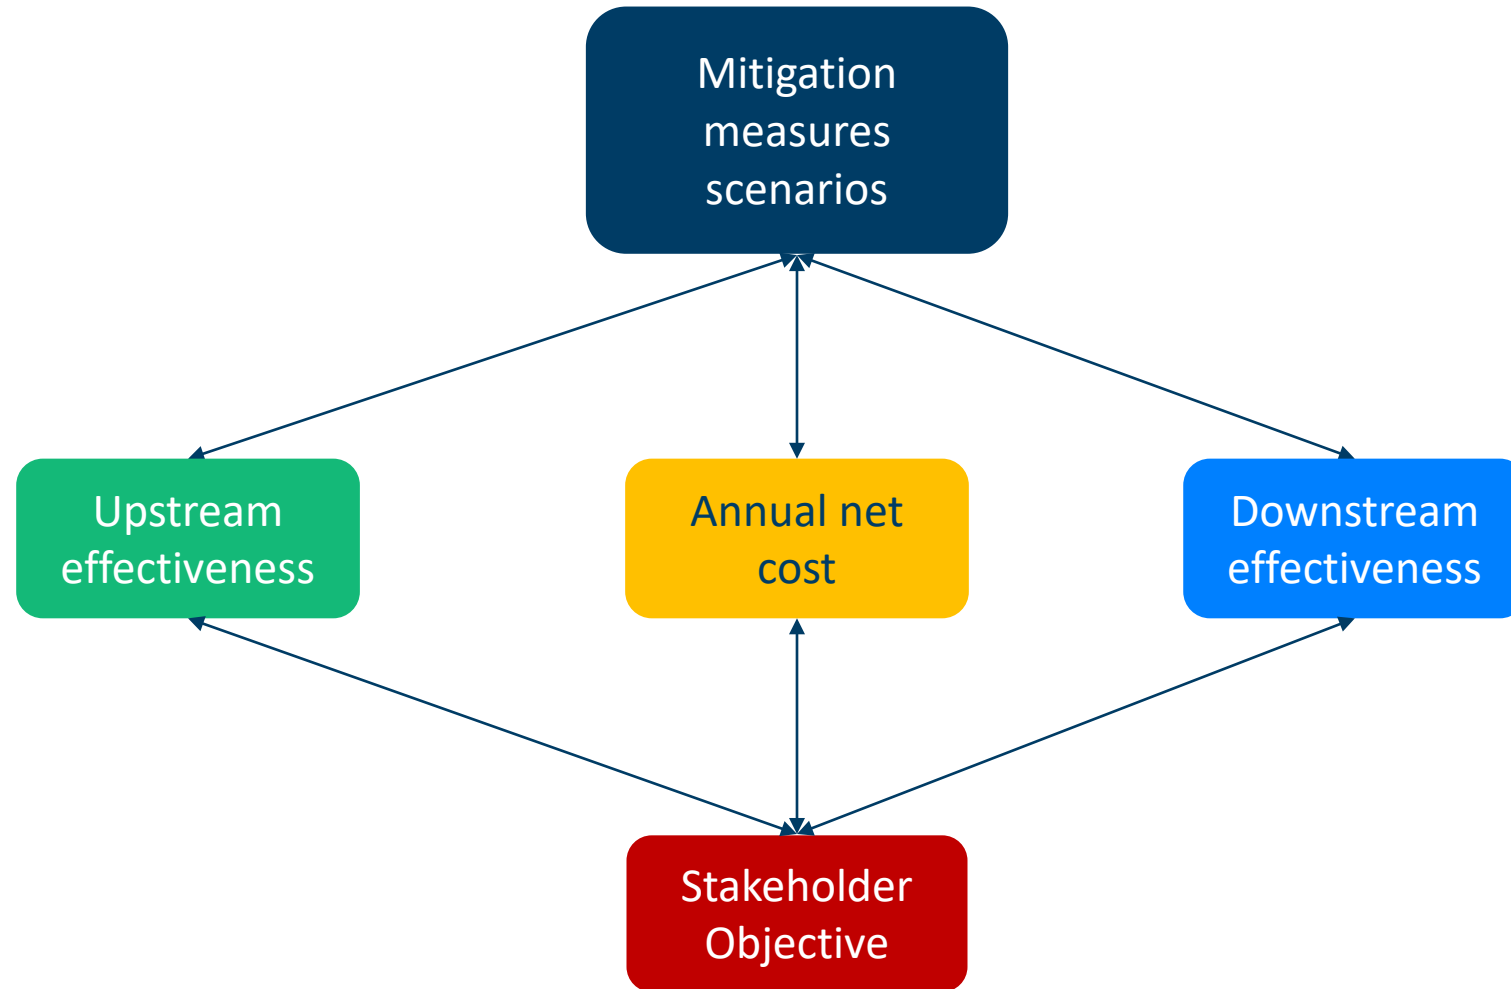 Mitigation
measures
scenarios
Upstream
effectiveness
Annual net
cost
Downstream
effectiveness
Stakeholder
Objective